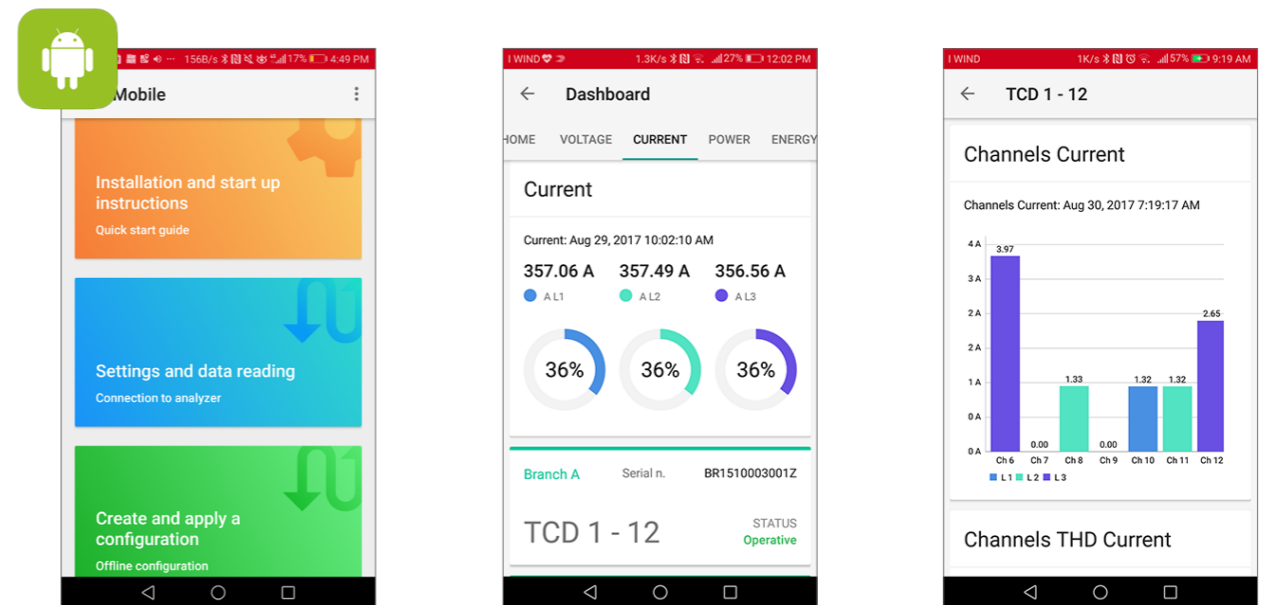 156B/s 17% 4:49 PM
Mobile
Installation and start up
instructions
Quick start guide
Settings and data reading
Connection to analyzer
Create and apply a
configuration
Offline configuration
I WIND 1.3K/s 27% 12:02 PM
Dashboard
HOME VOLTAGE CURRENT POWER ENERGY
Current
Current: Aug 29, 2017 10:02:10 AM
357.06 A 357.49 A 356.56 A
A L1 A L2 A L3
36% 36% 36%
Branch A Serial n. BR1510003001Z
TCD 1 - 12
STATUS
Operative
I WIND 1K/s 57% 9:19 AM
TCD 1 - 12
Channels Current
Channels Current: Aug 30, 2017 7:19:17 AM
4 A
3.97
3 A
2 A
2.65
2 A
1 A
1.33 1.32 1.32
0 A
0.00 0.00
0 A
Ch 6 Ch 7 Ch 8 Ch 9 Ch 10 Ch 11 Ch 12
L 1 L 2 L 3
Channels THD Current